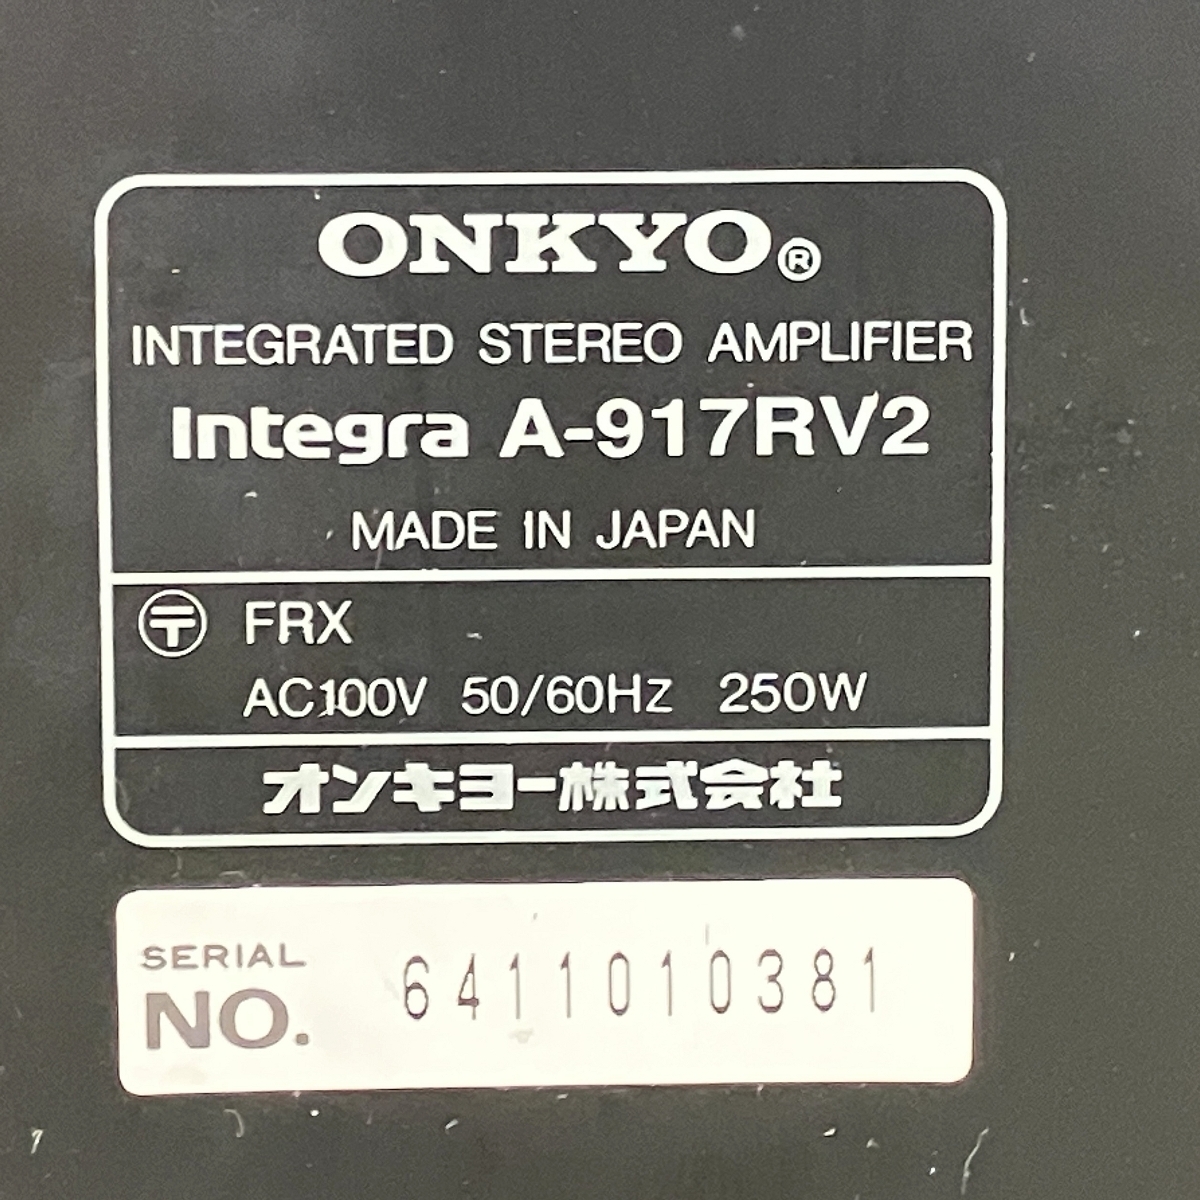 ONKYO®
INTEGRATED STEREO AMPLIFIER
Integra A-917RV2
MADE IN JAPAN
〒 FRX
AC100V 50/60Hz 250W
オンキヨー株式会社
SERIAL
NO. 6411010381